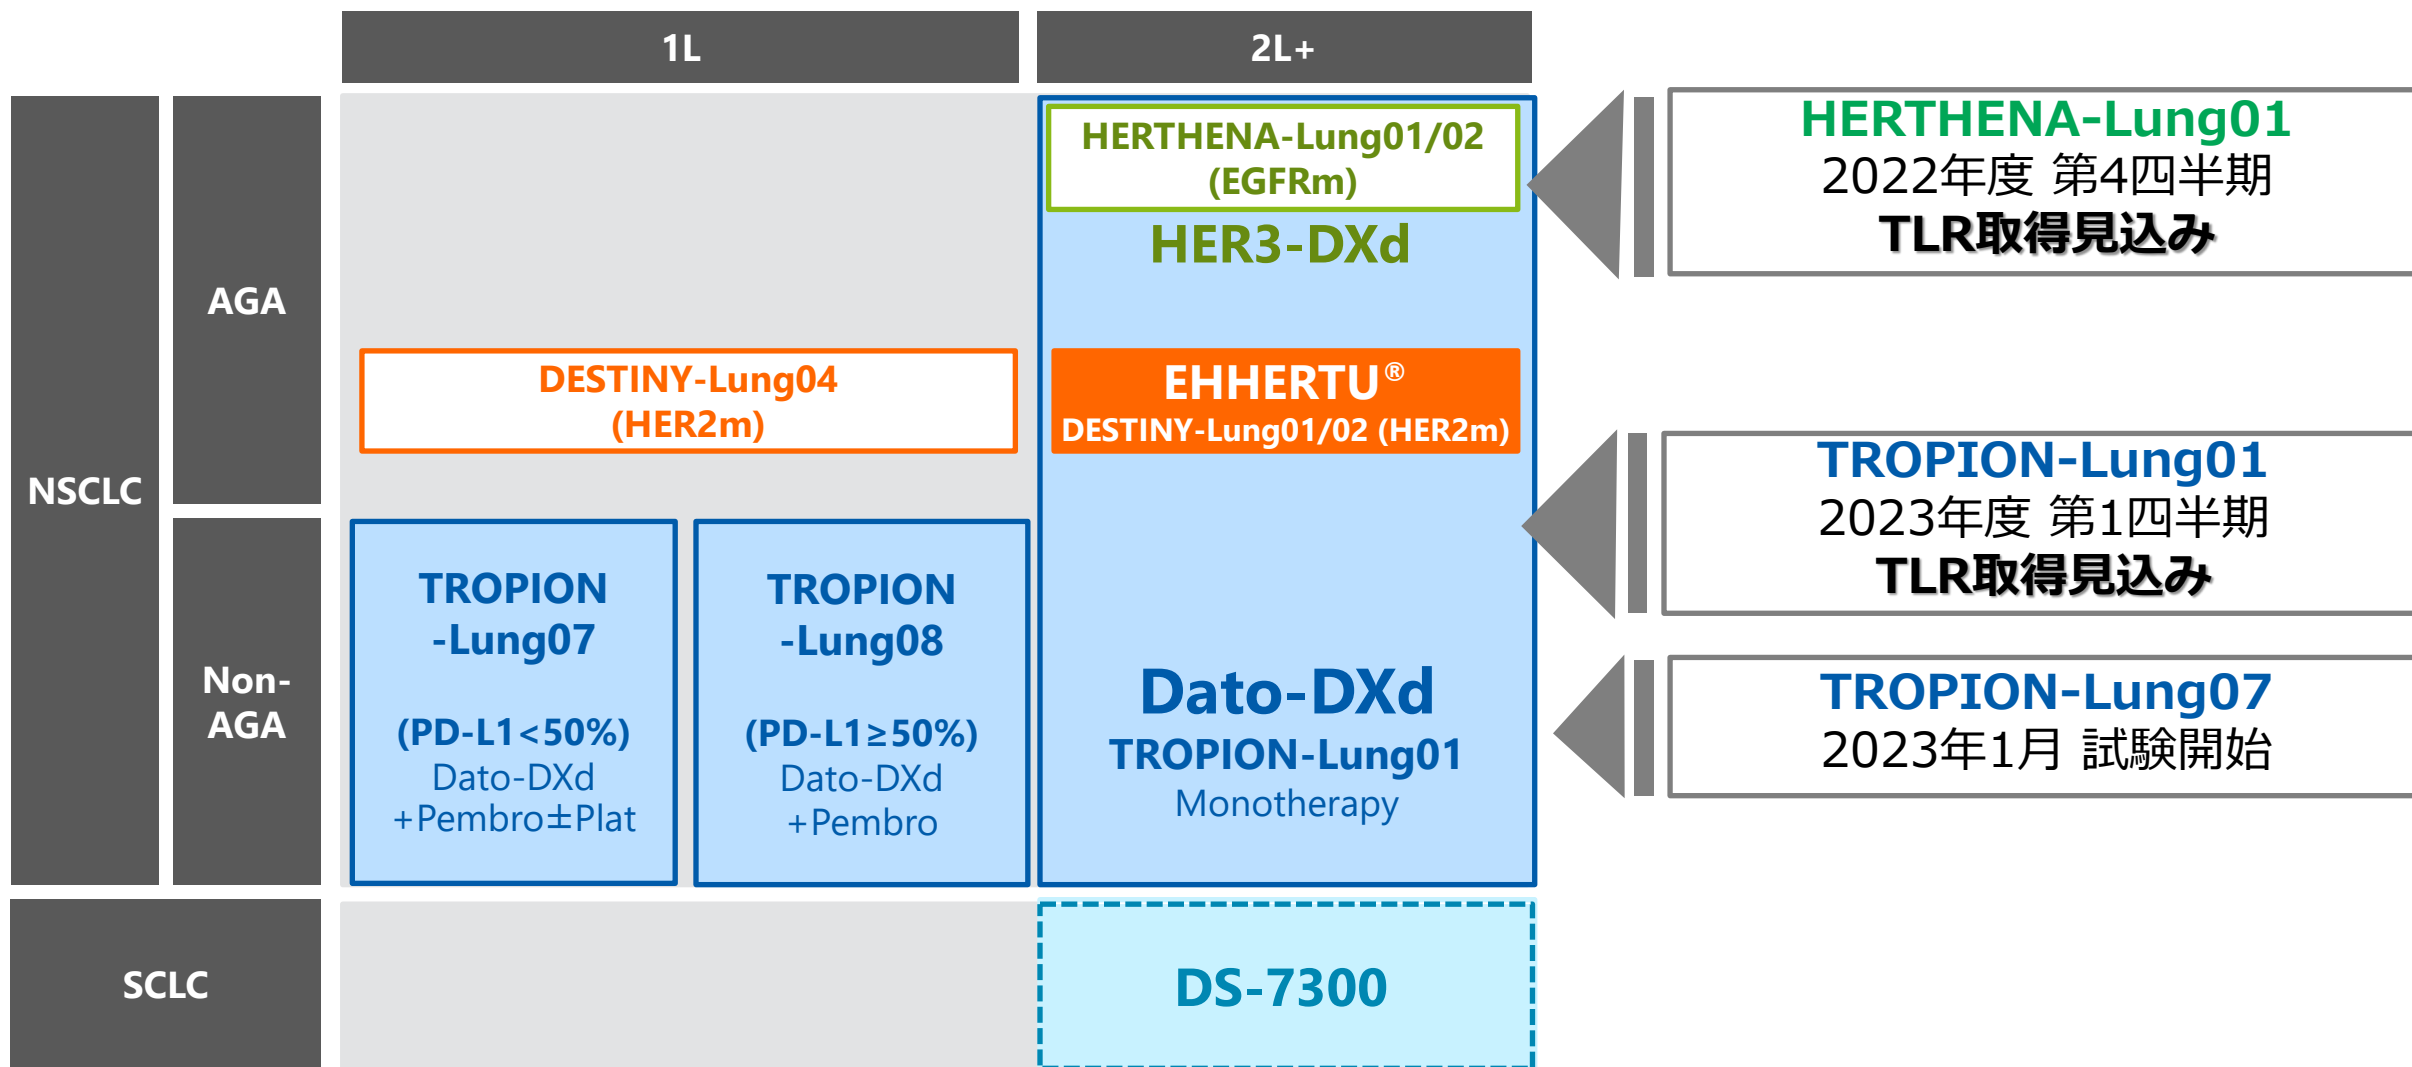 1L
2L+
NSCLC
AGA
HERTHENA-Lung01/02
(EGFRm)
HER3-DXd
DESTINY-Lung04
(HER2m)
EHHERTU®
DESTINY-Lung01/02 (HER2m)
Non-
AGA
TROPION
-Lung07
(PD-L1<50%)
Dato-DXd
+Pembro±Plat
TROPION
-Lung08
(PD-L1≥50%)
Dato-DXd
+Pembro
Dato-DXd
TROPION-Lung01
Monotherapy
SCLC
DS-7300
HERTHENA-Lung01
2022年度 第4四半期
TLR取得見込み
TROPION-Lung01
2023年度 第1四半期
TLR取得見込み
TROPION-Lung07
2023年1月 試験開始